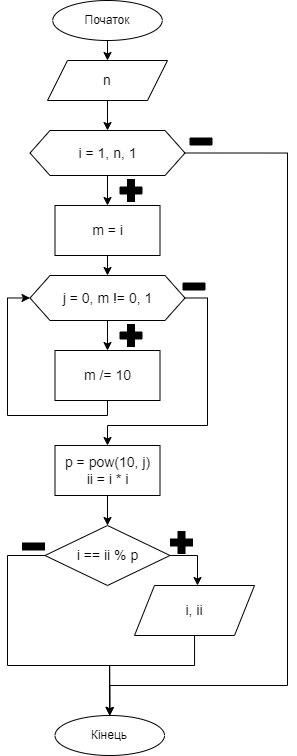 Початок
n
i = 1, n, 1
m = i
j = 0, m != 0, 1
m /= 10
p = pow(10, j)
ii = i * i
i == ii % p
i, ii
Кінець